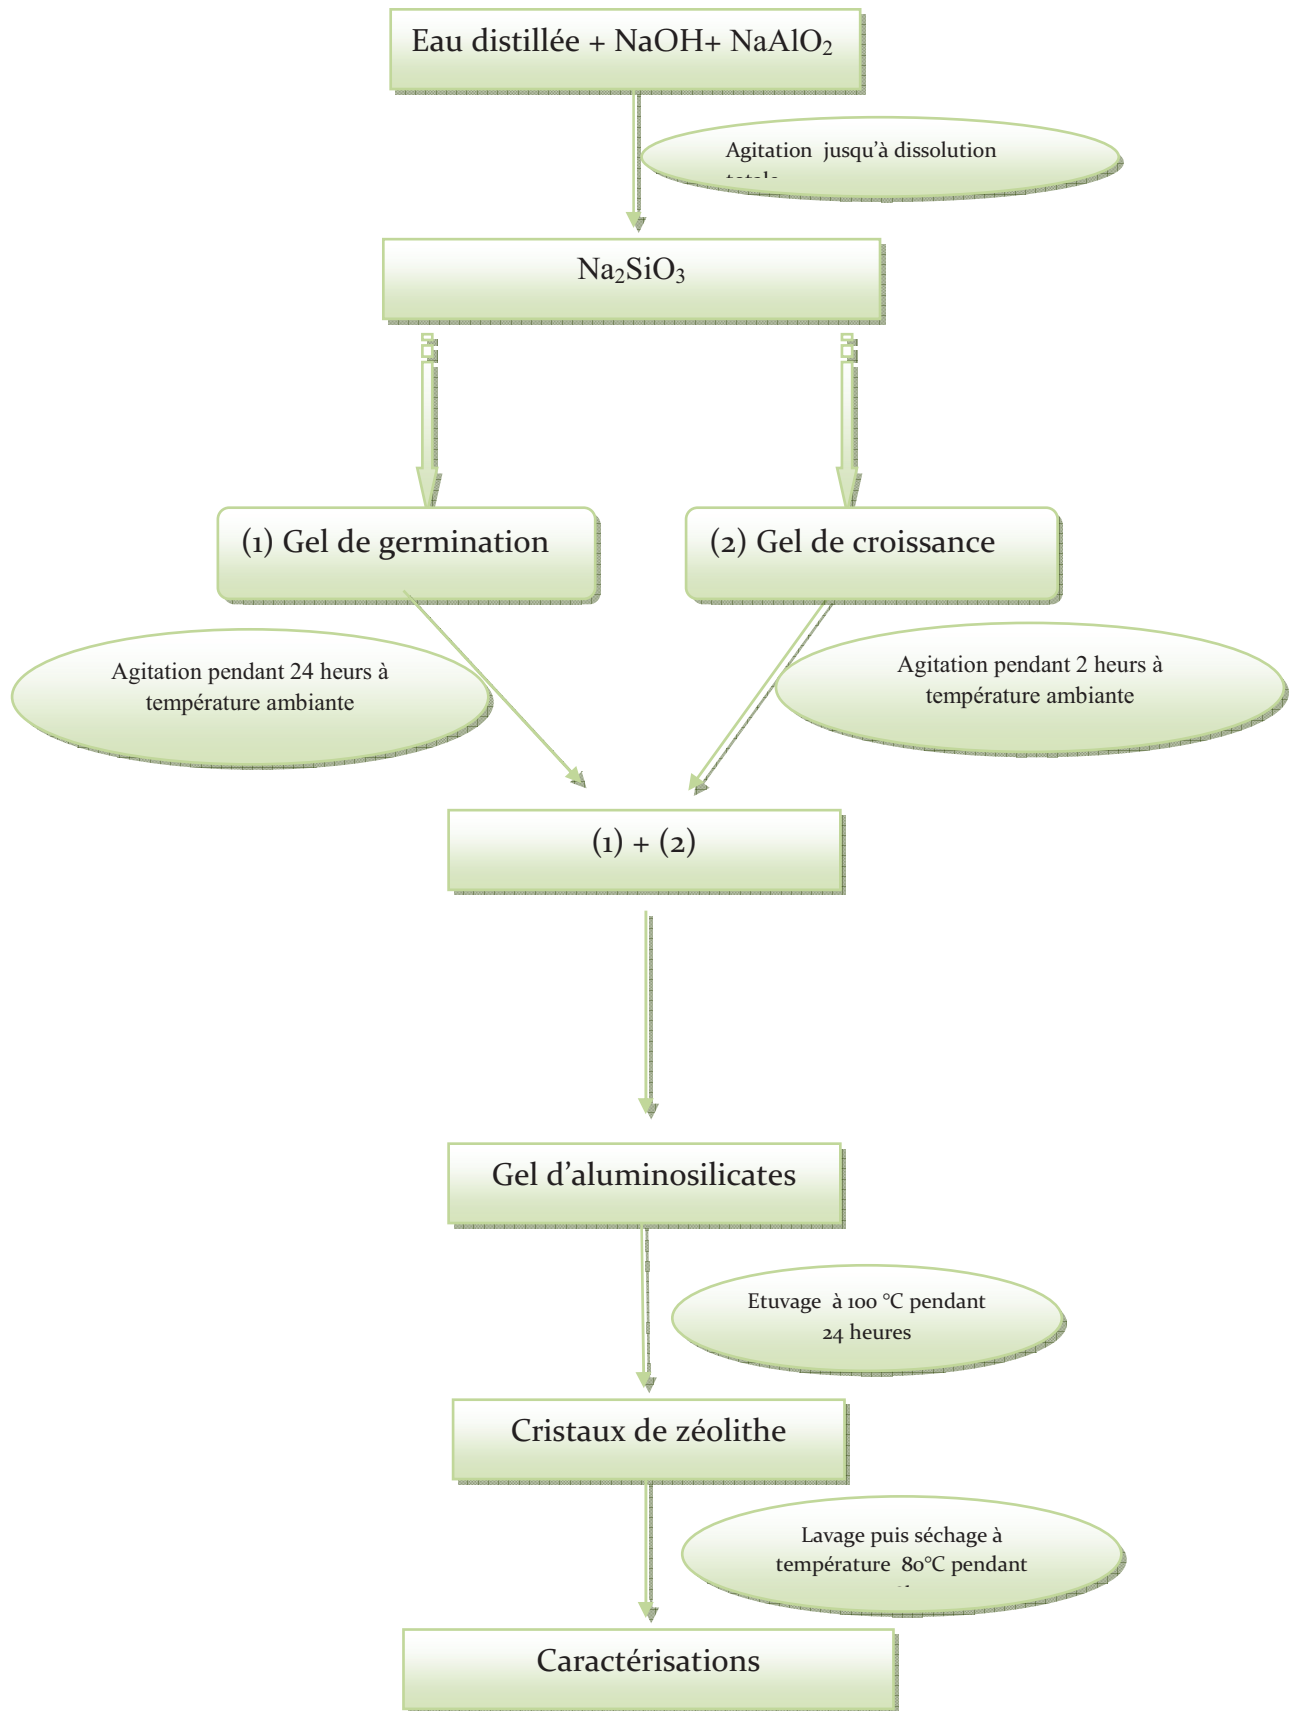 Eau distillée + NaOH+ NaAlO₂
Agitation jusqu'à dissolution
Na₂SiO₃
(1) Gel de germination
(2) Gel de croissance
Agitation pendant 24 heurs à
température ambiante
Agitation pendant 2 heurs à
température ambiante
(1) + (2)
Gel d'aluminosilicates
Etuvage à 100 °C pendant
24 heures
Cristaux de zéolithe
Lavage puis séchage à
température 80°C pendant
Caractérisations